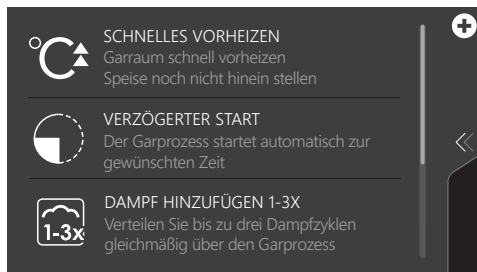 °C
SCHNELLES VORHEIZEN
Garraum schnell vorheizen
Speise noch nicht hinein stellen
VERZÖGERTER START
Der Garprozess startet automatisch zur
gewünschten Zeit
1-3x
DAMPF HINZUFÜGEN 1-3X
Verteilen Sie bis zu drei Dampfzyklen
gleichmäßig über den Garprozess